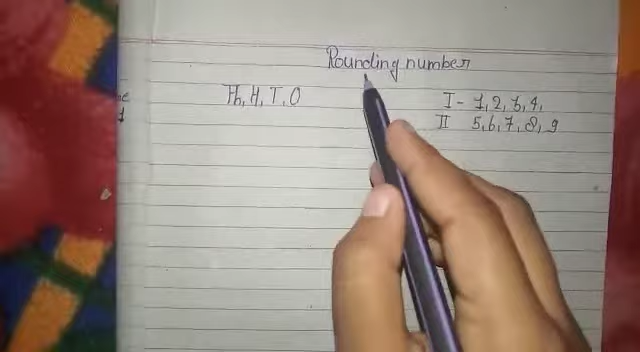 Rounding number
Th, H, T, O
I - 1, 2, 3, 4,
II 5, 6, 7, 8, 9